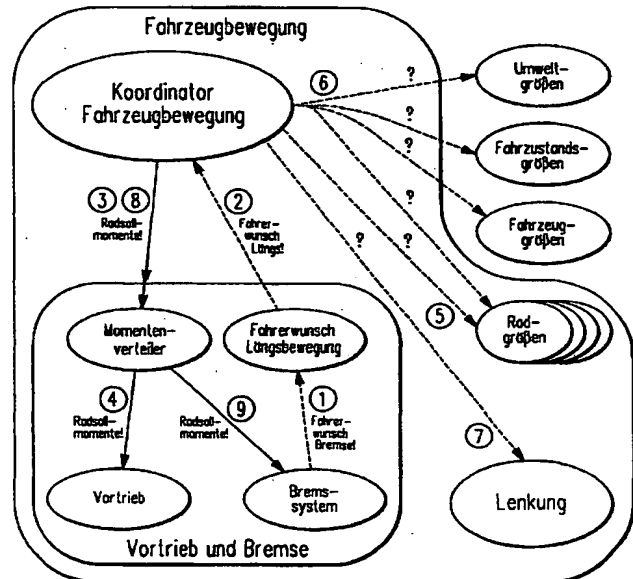 Fahrzeugbewegung
Koordinator
Fahrzeugbewegung
6
?
Umwelt-
größen
?
Fahrzustands-
größen
?
Fahrzeug-
größen
3 8
Radsoll-
momente!
2
Fahrer-
wunsch
Längs!
?
?
?
5
Rad-
größen
Momenten-
verteiler
Fahrerwunsch
Längsbewegung
4
Radsoll-
momente!
Radsoll-
momente!
9
1
Fahrer-
wunsch
Bremse!
7
Vortrieb
Brems-
system
Lenkung
Vortrieb und Bremse